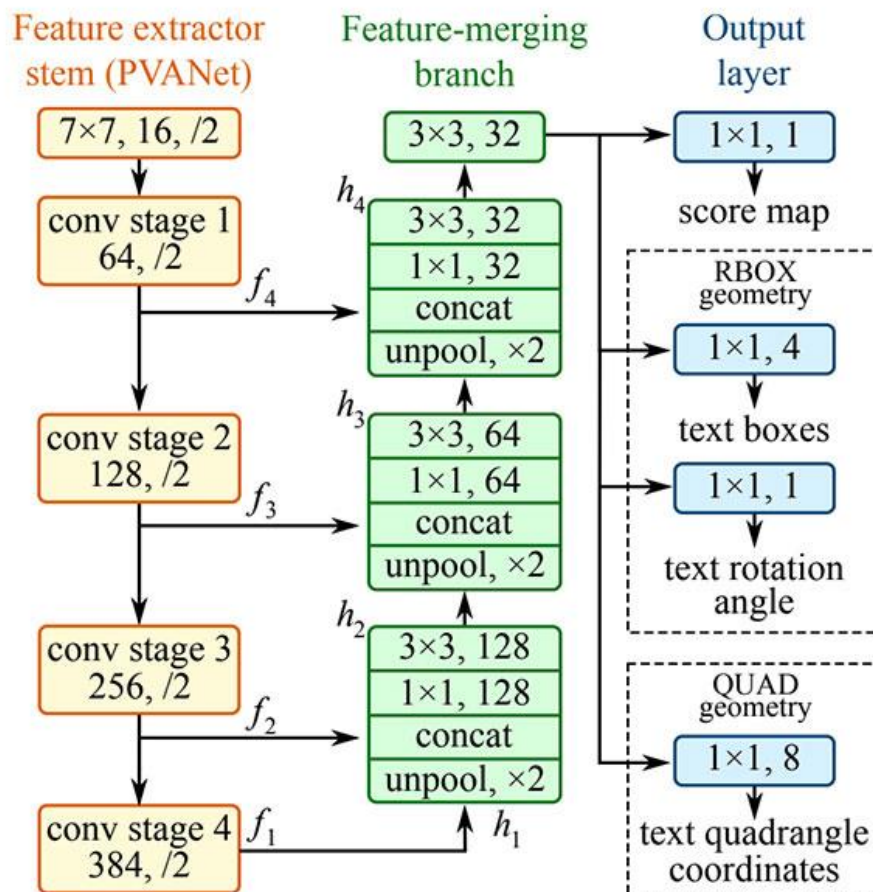 Feature extractor
stem (PVANet)
7×7, 16, /2
conv stage 1
64, /2
f4
conv stage 2
128, /2
f3
conv stage 3
256, /2
f2
conv stage 4
384, /2
f1
Feature-merging
branch
3×3, 32
h4
3×3, 32
1×1, 32
concat
unpool, ×2
h3
3×3, 64
1×1, 64
concat
unpool, ×2
h2
3×3, 128
1×1, 128
concat
unpool, ×2
h1
Output
layer
1×1, 1
score map
RBOX
geometry
1×1, 4
text boxes
1×1, 1
text rotation
angle
QUAD
geometry
1×1, 8
text quadrangle
coordinates